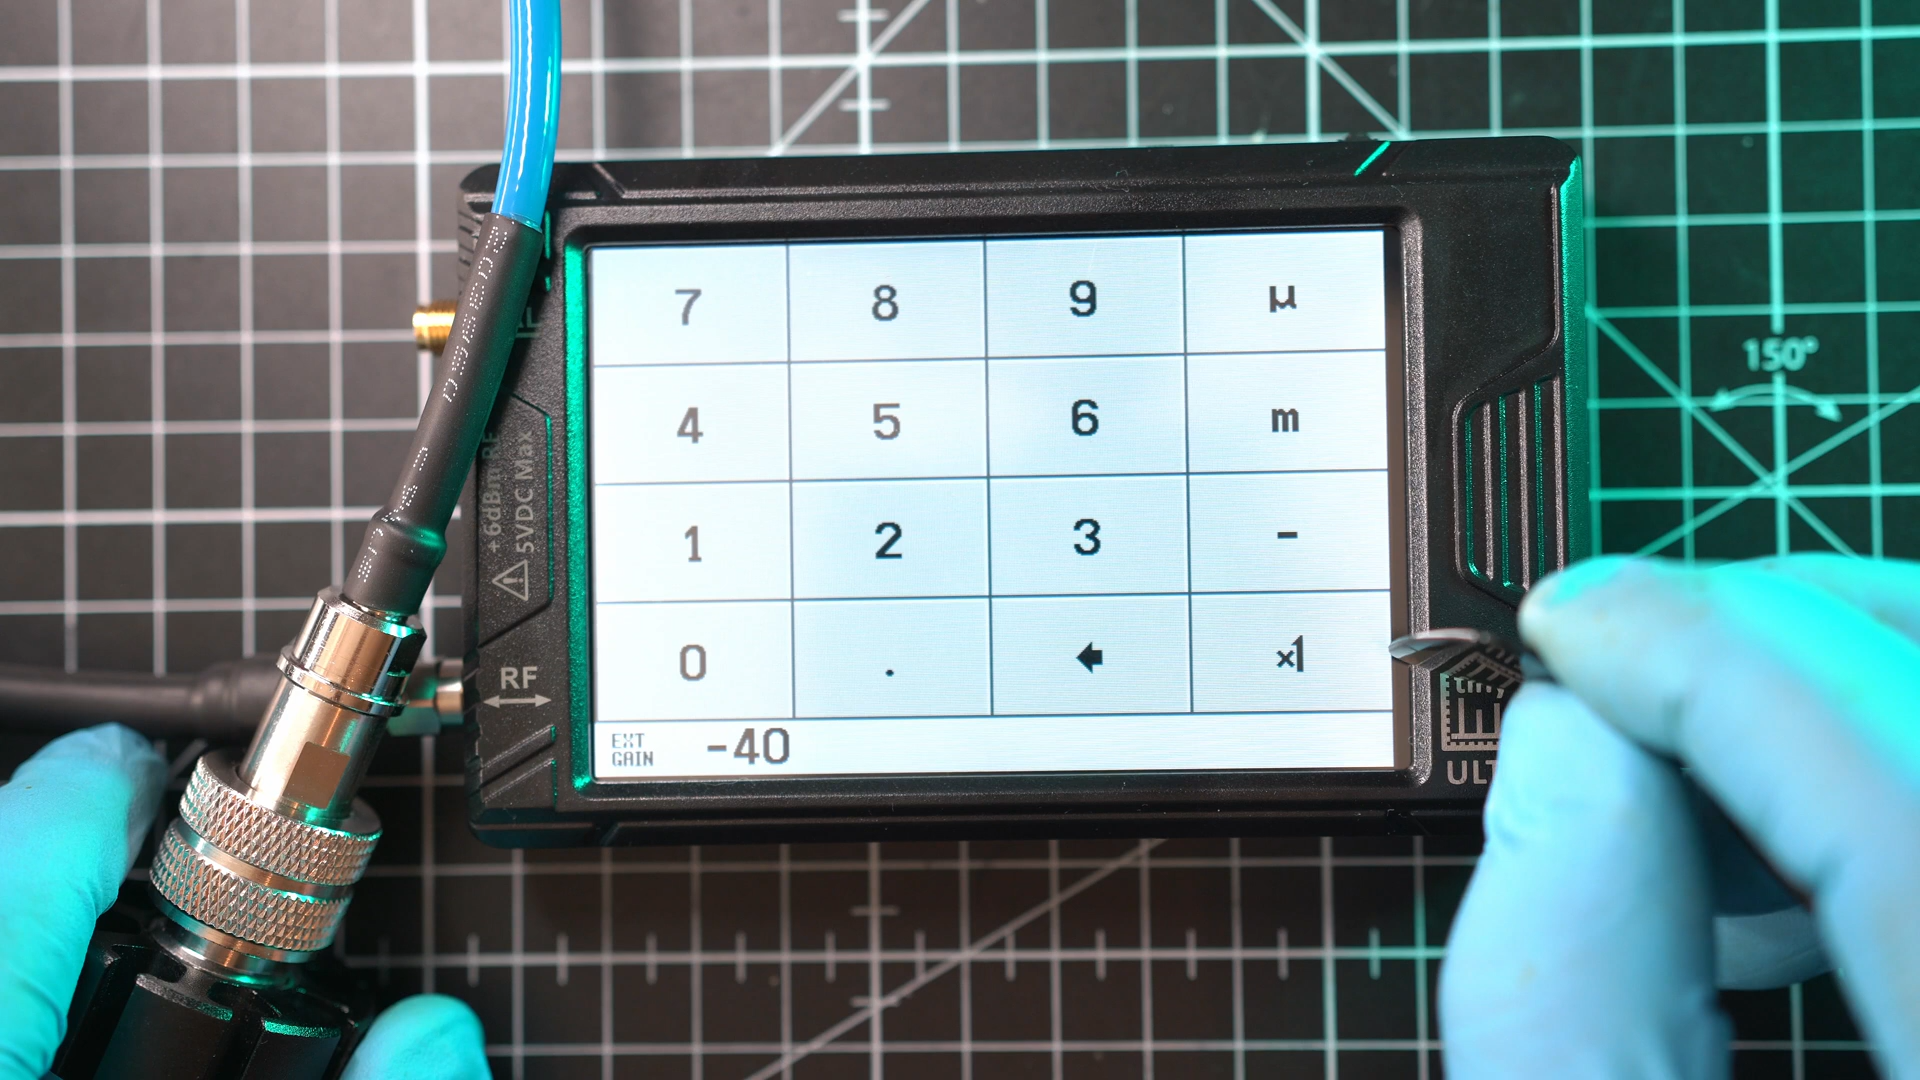 7 8 9 μ
4 5 6 m
1 2 3 -
0 . x1
EXT
GAIN
-40
+6dBm RF
5VDC Max
RF
tiny
ULT
150°